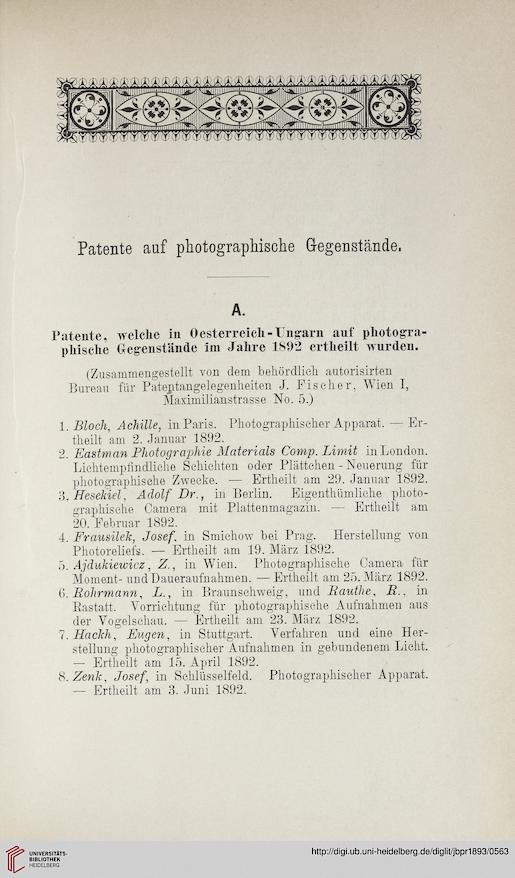 Patente auf photographische Gegenstände.
A.
Patente, welche in Oesterreich-Ungarn auf photogra-
phische Gegenstände im Jahre 1892 ertheilt wurden.
(Zusammengestellt von dem behördlich autorisirten
Bureau für Patentangelegenheiten J. Fischer, Wien I,
Maximilianstrasse No. 5.)
1. Bloch, Achille, in Paris. Photographischer Apparat. — Er-
theilt am 2. Januar 1892.
2. Eastman Photographie Materials Comp. Limit in London.
Lichtempfindliche Schichten oder Plättchen - Neuerung für
photographische Zwecke. — Ertheilt am 29. Januar 1892.
3. Hesekiel, Adolf Dr., in Berlin. Eigenthümliche photo-
graphische Camera mit Plattenmagazin. — Ertheilt am
20. Februar 1892.
4. Frausilek, Josef, in Smichow bei Prag. Herstellung von
Photoreliefs. — Ertheilt am 19. März 1892.
5. Ajdukiewicz, Z., in Wien. Photographische Camera für
Moment- und Daueraufnahmen. — Ertheilt am 25. März 1892.
6. Rohrmann, L., in Braunschweig, und Rauthe, R., in
Rastatt. Vorrichtung für photographische Aufnahmen aus
der Vogelschau. — Ertheilt am 23. März 1892.
7. Hackh, Eugen, in Stuttgart. Verfahren und eine Her-
stellung photographischer Aufnahmen in gebundenem Licht.
— Ertheilt am 15. April 1892.
8. Zenk, Josef, in Schlüsselfeld. Photographischer Apparat.
— Ertheilt am 3. Juni 1892.
UNIVERSITÄTS-
BIBLIOTHEK
HEIDELBERG
http://digi.ub.uni-heidelberg.de/diglit/jbpr1893/0563